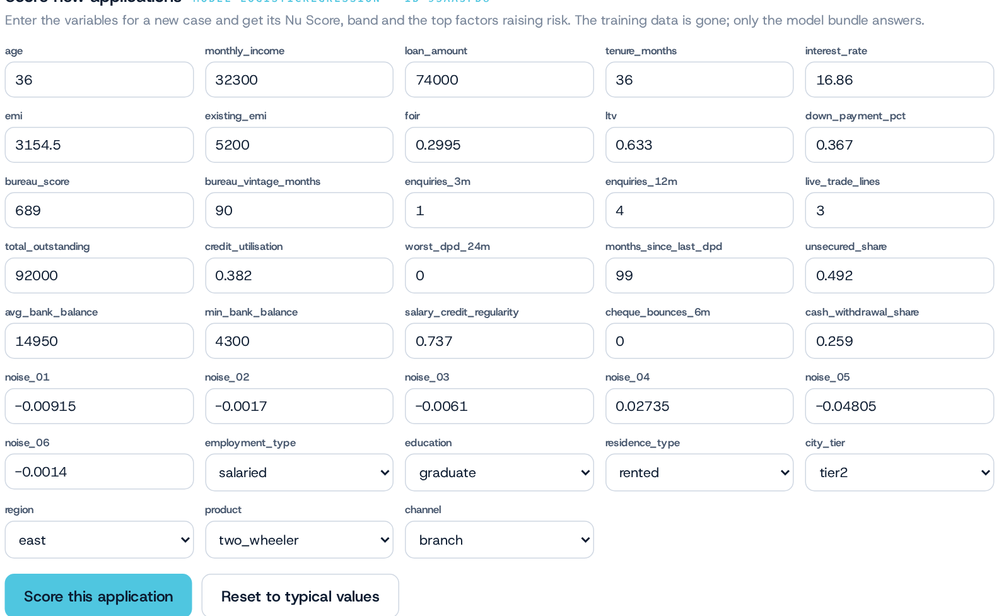 Score new applications
Enter the variables for a new case and get its Nu Score, band and the top factors raising risk. The training data is gone; only the model bundle answers.
age monthly_income loan_amount tenure_months interest_rate
36 32300 74000 36 16.86
emi existing_emi foir ltv down_payment_pct
3154.5 5200 0.2995 0.633 0.367
bureau_score bureau_vintage_months enquiries_3m enquiries_12m live_trade_lines
689 90 1 4 3
total_outstanding credit_utilisation worst_dpd_24m months_since_last_dpd unsecured_share
92000 0.382 0 99 0.492
avg_bank_balance min_bank_balance salary_credit_regularity cheque_bounces_6m cash_withdrawal_share
14950 4300 0.737 0 0.259
noise_01 noise_02 noise_03 noise_04 noise_05
-0.00915 -0.0017 -0.0061 0.02735 -0.04805
noise_06 employment_type education residence_type city_tier
-0.0014 salaried graduate rented tier2
region product channel
east two_wheeler branch
Score this application Reset to typical values